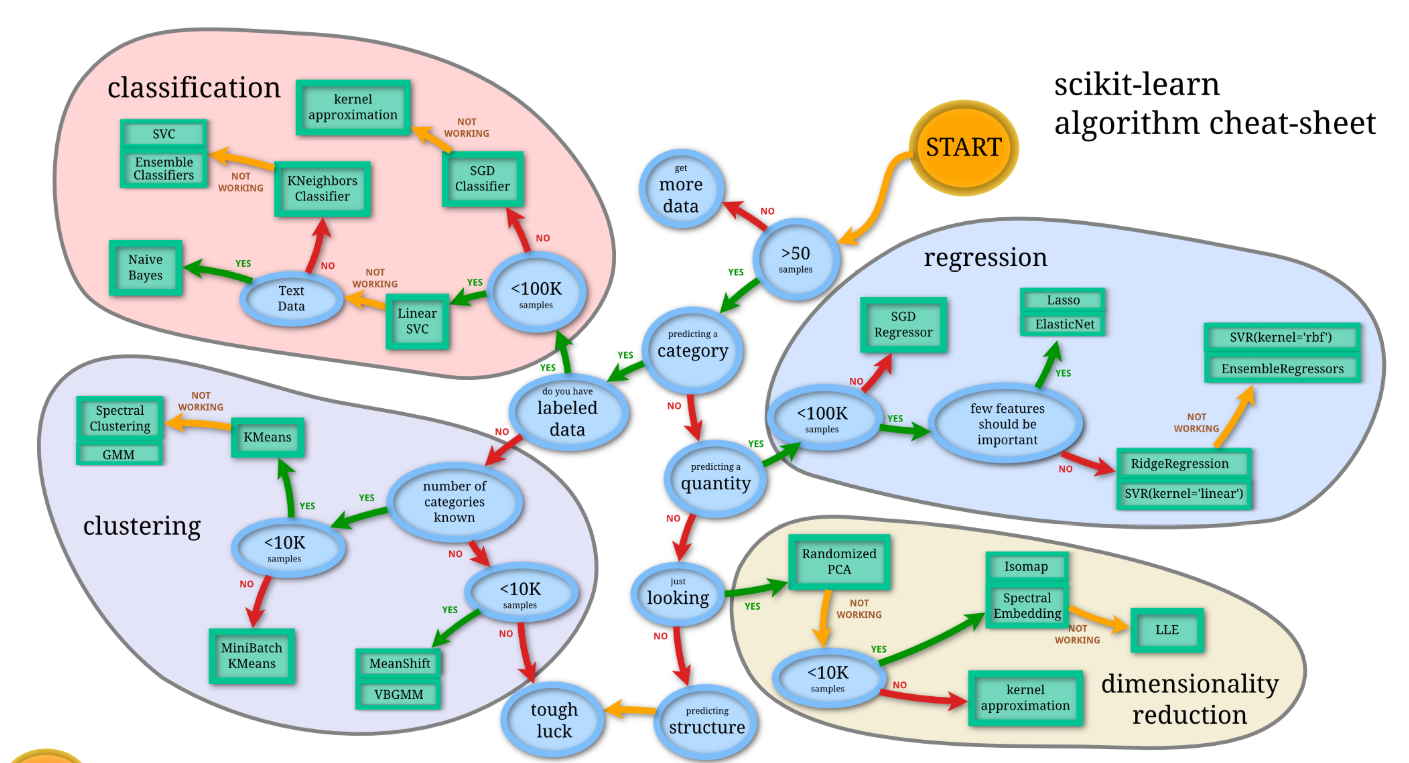 scikit-learn
algorithm cheat-sheet
START
get
more
data
NO
>50
samples
YES
predicting a
category
YES
NO
do you have
labeled
data
YES
NO
predicting a
quantity
YES
NO
just
looking
YES
NO
predicting
structure
tough
luck
classification
kernel
approximation
NOT
WORKING
SVC
Ensemble
Classifiers
NOT
WORKING
KNeighbors
Classifier
SGD
Classifier
NO
Naive
Bayes
YES
NO
Text
Data
NOT
WORKING
Linear
SVC
YES
<100K
samples
regression
SGD
Regressor
NO
Lasso
ElasticNet
YES
SVR(kernel='rbf')
EnsembleRegressors
<100K
samples
YES
few features
should be
important
NOT
WORKING
NO
RidgeRegression
SVR(kernel='linear')
clustering
Spectral
Clustering
GMM
NOT
WORKING
KMeans
YES
number of
categories
known
YES
NO
<10K
samples
NO
MiniBatch
KMeans
<10K
samples
YES
NO
MeanShift
VBGMM
dimensionality
reduction
Randomized
PCA
NOT
WORKING
Isomap
Spectral
Embedding
NOT
WORKING
LLE
<10K
samples
YES
NO
kernel
approximation